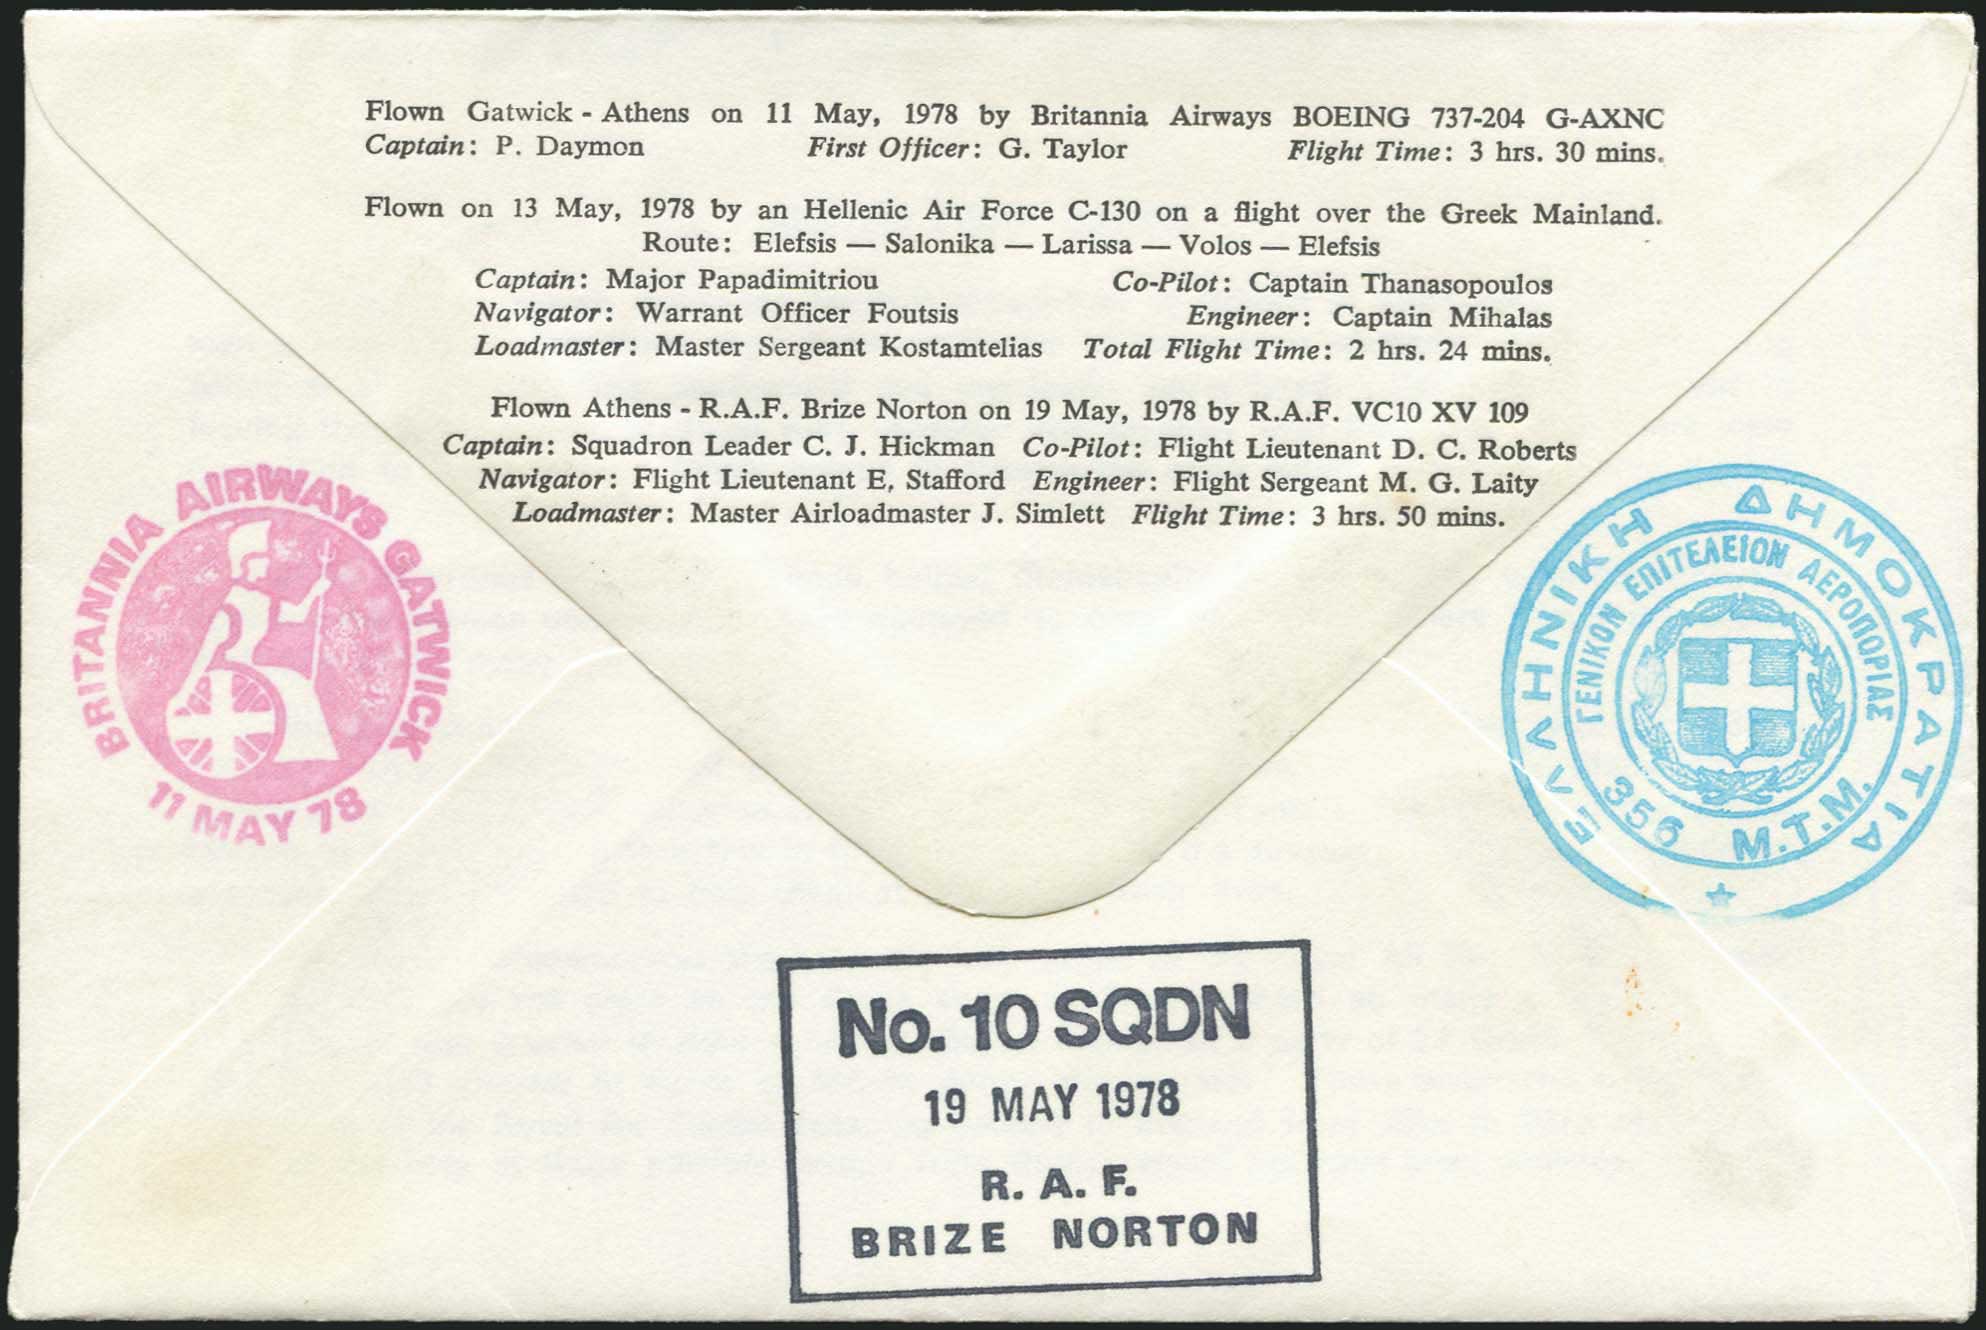 Flown Gatwick - Athens on 11 May, 1978 by Britannia Airways BOEING 737-204 G-AXNC
Captain: P. Daymon First Officer: G. Taylor Flight Time: 3 hrs. 30 mins.
Flown on 13 May, 1978 by an Hellenic Air Force C-130 on a flight over the Greek Mainland.
Route: Elefsis — Salonika — Larissa — Volos — Elefsis
Captain: Major Papadimitriou Co-Pilot: Captain Thanasopoulos
Navigator: Warrant Officer Foutsis Engineer: Captain Mihalas
Loadmaster: Master Sergeant Kostamtelias Total Flight Time: 2 hrs. 24 mins.
Flown Athens - R.A.F. Brize Norton on 19 May, 1978 by R.A.F. VC10 XV 109
Captain: Squadron Leader C. J. Hickman Co-Pilot: Flight Lieutenant D. C. Roberts
Navigator: Flight Lieutenant E. Stafford Engineer: Flight Sergeant M. G. Laity
Loadmaster: Master Airloadmaster J. Simlett Flight Time: 3 hrs. 50 mins.
BRITANNIA AIRWAYS GATWICK
11 MAY 78
ΕΛΛΗΝΙΚΗ ΔΗΜΟΚΡΑΤΙΑ
ΓΕΝΙΚΟΝ ΕΠΙΤΕΛΕΙΟΝ ΑΕΡΟΠΟΡΙΑΣ
356 Μ.Τ.Μ.
No. 10 SQDN
19 MAY 1978
R. A. F.
BRIZE NORTON